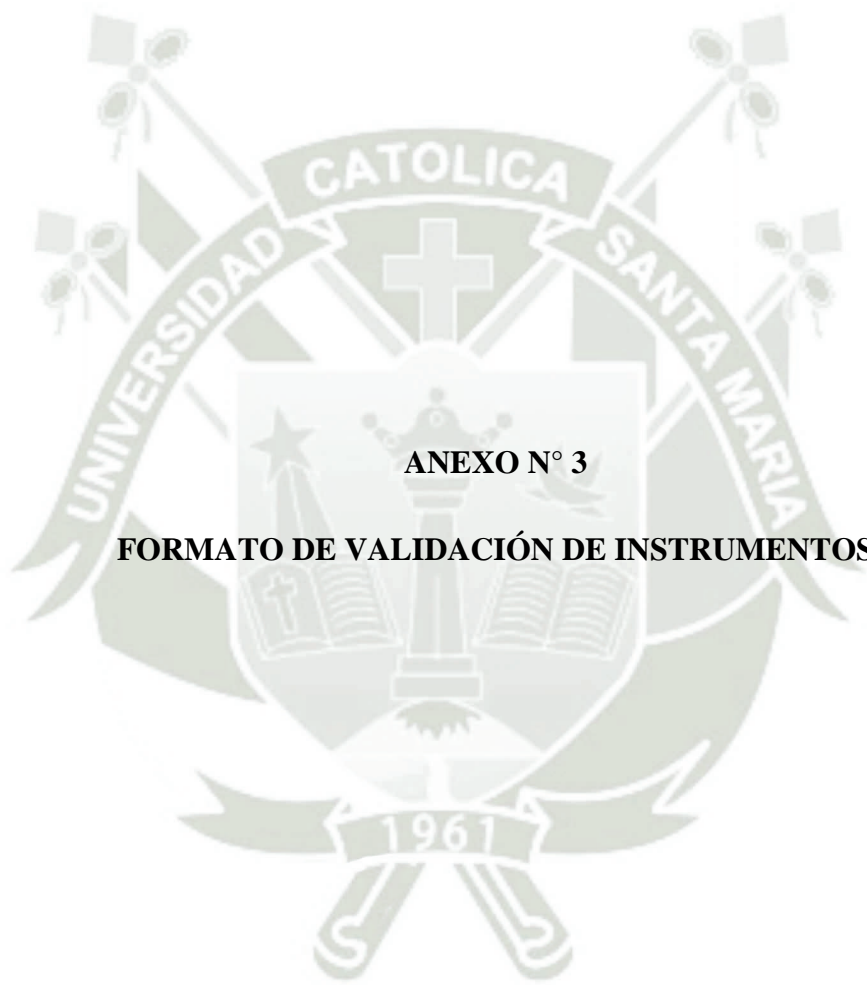 UNIVERSIDAD
CATOLICA
SANTA MARIA
ANEXO N° 3
FORMATO DE VALIDACIÓN DE INSTRUMENTOS
1961